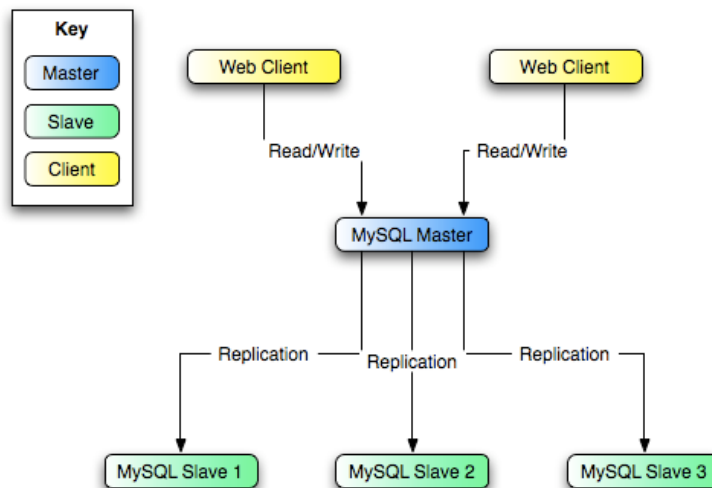 Key
Master
Slave
Client
Web Client
Web Client
Read/Write
Read/Write
MySQL Master
Replication
Replication
Replication
MySQL Slave 1
MySQL Slave 2
MySQL Slave 3